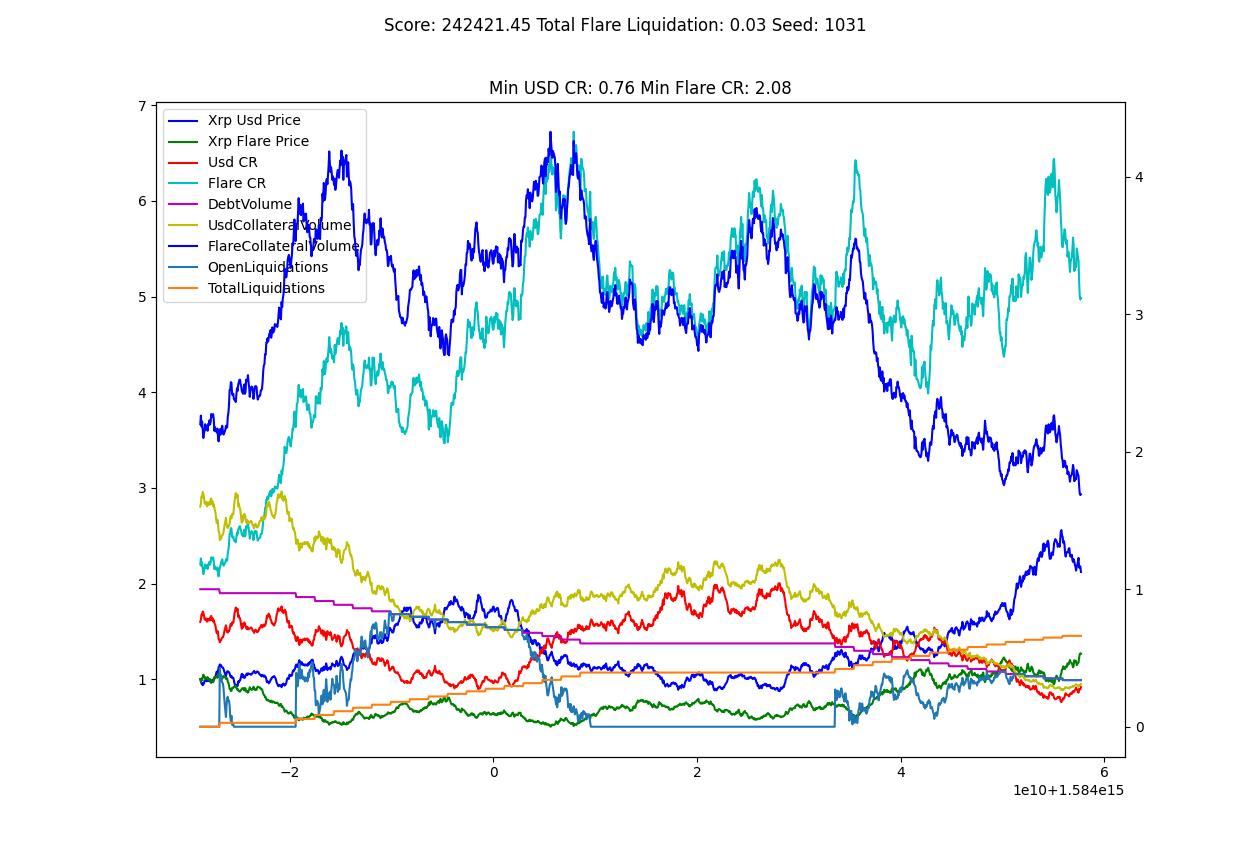 Score: 242421.45 Total Flare Liquidation: 0.03 Seed: 1031
Min USD CR: 0.76 Min Flare CR: 2.08
Xrp Usd Price
Xrp Flare Price
Usd CR
Flare CR
DebtVolume
UsdCollateralVolume
FlareCollateralVolume
OpenLiquidations
TotalLiquidations
7
6
5
4
3
2
1
4
3
2
1
0
−2
0
2
4
6
1e10+1.584e15